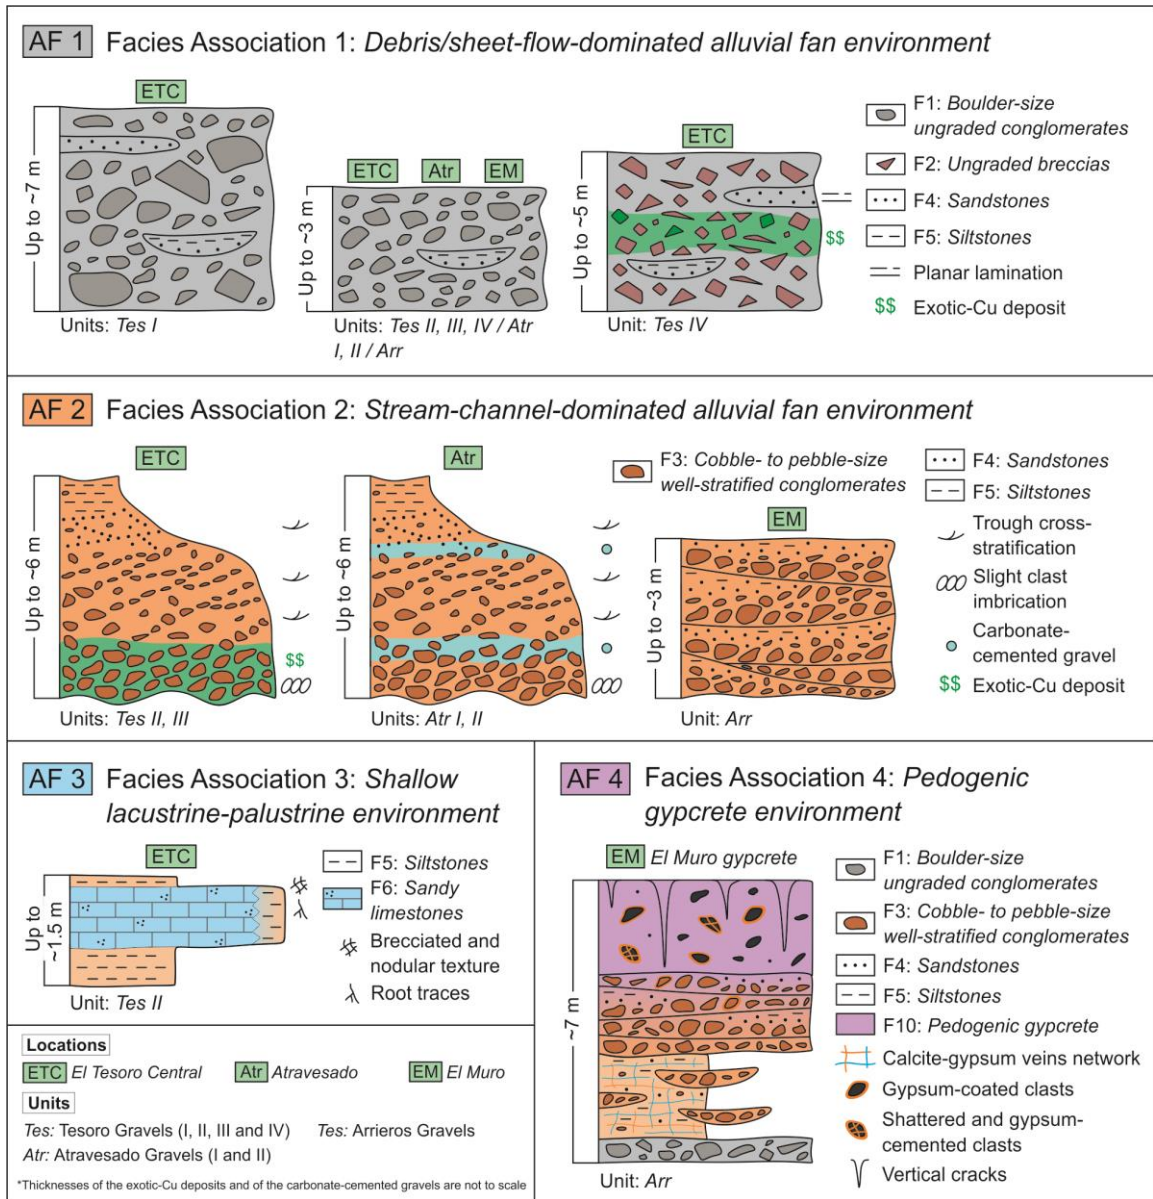 AF 1 Facies Association 1: Debris/sheet-flow-dominated alluvial fan environment
ETC
Up to ~7 m
Units: Tes I
ETC Atr EM
Up to ~3 m
Units: Tes II, III, IV / Atr
I, II / Arr
ETC
Up to ~5 m
$$
Unit: Tes IV
F1: Boulder-size
ungraded conglomerates
F2: Ungraded breccias
F4: Sandstones
F5: Siltstones
Planar lamination
$$ Exotic-Cu deposit
AF 2 Facies Association 2: Stream-channel-dominated alluvial fan environment
ETC
Up to ~6 m
$$
Units: Tes II, III
Atr
Up to ~6 m
Units: Atr I, II
F3: Cobble- to pebble-size
well-stratified conglomerates
EM
Up to ~3 m
Unit: Arr
F4: Sandstones
F5: Siltstones
Trough cross-
stratification
Slight clast
imbrication
Carbonate-
cemented gravel
$$ Exotic-Cu deposit
AF 3 Facies Association 3: Shallow
lacustrine-palustrine environment
ETC
Up to
~1.5 m
Unit: Tes II
F5: Siltstones
F6: Sandy
limestones
Brecciated and
nodular texture
Root traces
Locations
ETC El Tesoro Central Atr Atravesado EM El Muro
Units
Tes: Tesoro Gravels (I, II, III and IV) Tes: Arrieros Gravels
Atr: Atravesado Gravels (I and II)
*Thicknesses of the exotic-Cu deposits and of the carbonate-cemented gravels are not to scale
AF 4 Facies Association 4: Pedogenic
gypcrete environment
EM El Muro gypcrete
~7 m
Unit: Arr
F1: Boulder-size
ungraded conglomerates
F3: Cobble- to pebble-size
well-stratified conglomerates
F4: Sandstones
F5: Siltstones
F10: Pedogenic gypcrete
Calcite-gypsum veins network
Gypsum-coated clasts
Shattered and gypsum-
cemented clasts
Vertical cracks